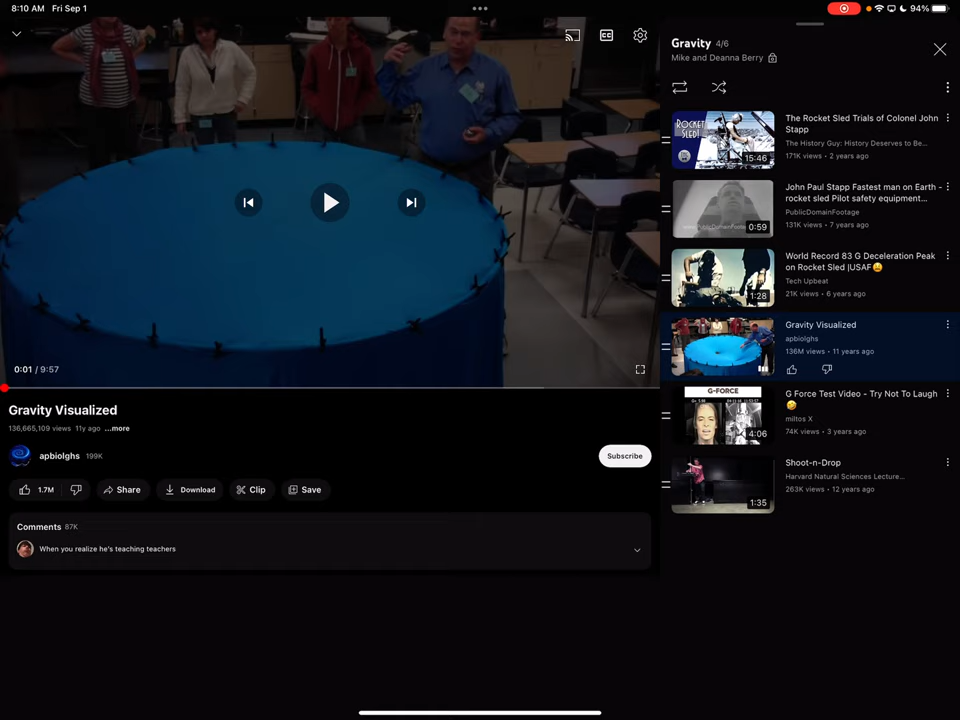 8:10 AM Fri Sep 1
94%
0:01 / 9:57
Gravity Visualized
136,665,109 views 11y ago ...more
apbiolghs 199K
Subscribe
1.7M
Share
Download
Clip
Save
Comments 87K
When you realize he's teaching teachers
Gravity 4/6
Mike and Deanna Berry
ROCKET SLED!
15:46
The Rocket Sled Trials of Colonel John
Stapp
The History Guy: History Deserves to Be...
171K views • 2 years ago
0:59
John Paul Stapp Fastest man on Earth -
rocket sled Pilot safety equipment...
PublicDomainFootage
131K views • 7 years ago
1:28
World Record 83 G Deceleration Peak
on Rocket Sled |USAF😩
Tech Upbeat
21K views • 6 years ago
Gravity Visualized
apbiolghs
136M views • 11 years ago
G-FORCE
4:06
G Force Test Video - Try Not To Laugh
🤣
miitos X
74K views • 3 years ago
1:35
Shoot-n-Drop
Harvard Natural Sciences Lecture...
263K views • 12 years ago